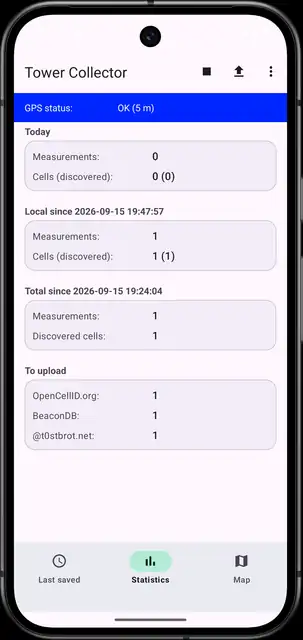 Tower Collector
GPS status: OK (5 m)
Today
Measurements: 0
Cells (discovered): 0 (0)
Local since 2026-09-15 19:47:57
Measurements: 1
Cells (discovered): 1 (1)
Total since 2026-09-15 19:24:04
Measurements: 1
Discovered cells: 1
To upload
OpenCellID.org: 1
BeaconDB: 1
@t0stbrot.net: 1
Last saved Statistics Map